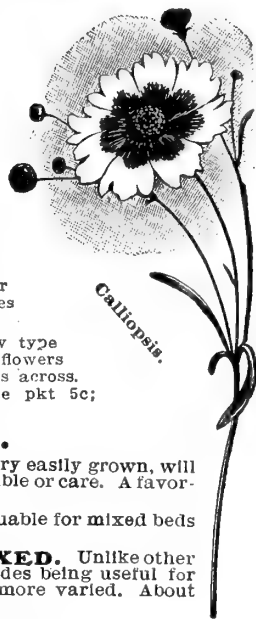 r
es
Calliopsis.
v type
flowers
s across.
e pkt 5c;
.
ry easily grown, will
ble or care. A favor-
uable for mixed beds
KED. Unlike other
des being useful for
more varied. About